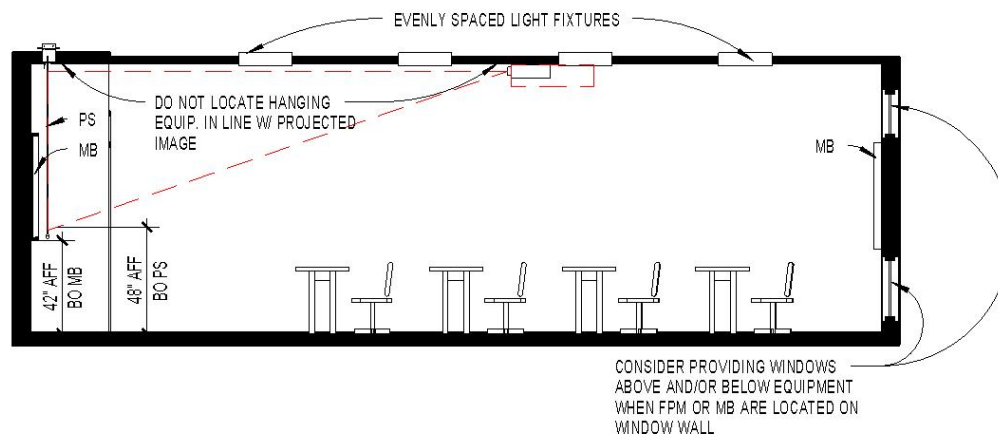 EVENLY SPACED LIGHT FIXTURES
DO NOT LOCATE HANGING
EQUIP. IN LINE W/ PROJECTED
IMAGE
PS
MB
MB
42" AFF
BO MB
48" AFF
BO PS
CONSIDER PROVIDING WINDOWS
ABOVE AND/OR BELOW EQUIPMENT
WHEN FPM OR MB ARE LOCATED ON
WINDOW WALL